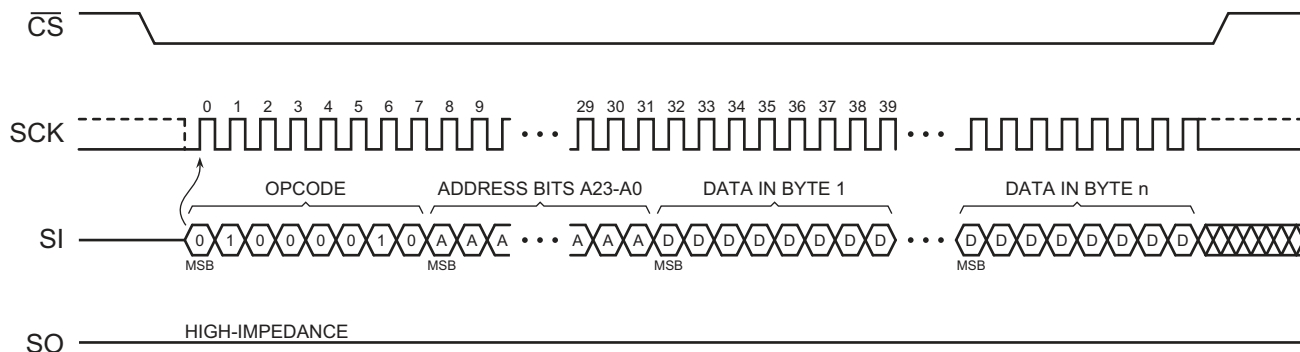 CS
0 1 2 3 4 5 6 7 8 9 29 30 31 32 33 34 35 36 37 38 39
SCK
OPCODE ADDRESS BITS A23-A0 DATA IN BYTE 1 DATA IN BYTE n
SI 0 1 0 0 0 0 1 0 A A A A A A D D D D D D D D D D D D D D D D
MSB MSB MSB MSB
HIGH-IMPEDANCE
SO